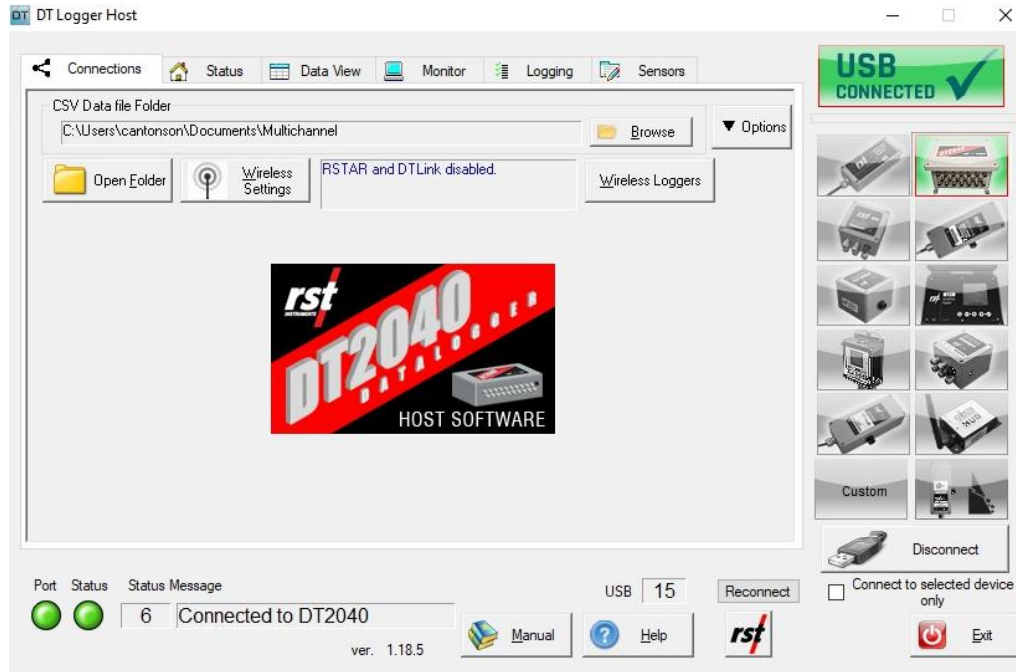 DT DT Logger Host
Connections Status Data View Monitor Logging Sensors
USB
CONNECTED
CSV Data file Folder
C:\Users\cantonson\Documents\Multichannel
Browse
Options
Open Folder
Wireless
Settings
RSTAR and DTLink disabled.
Wireless Loggers
rst
INSTRUMENTS
DT2040
DATALOGGER
HOST SOFTWARE
Custom
Disconnect
Connect to selected device
only
Port Status Status Message
6 Connected to DT2040
ver. 1.18.5
USB 15
Reconnect
Manual
Help
rst
Exit